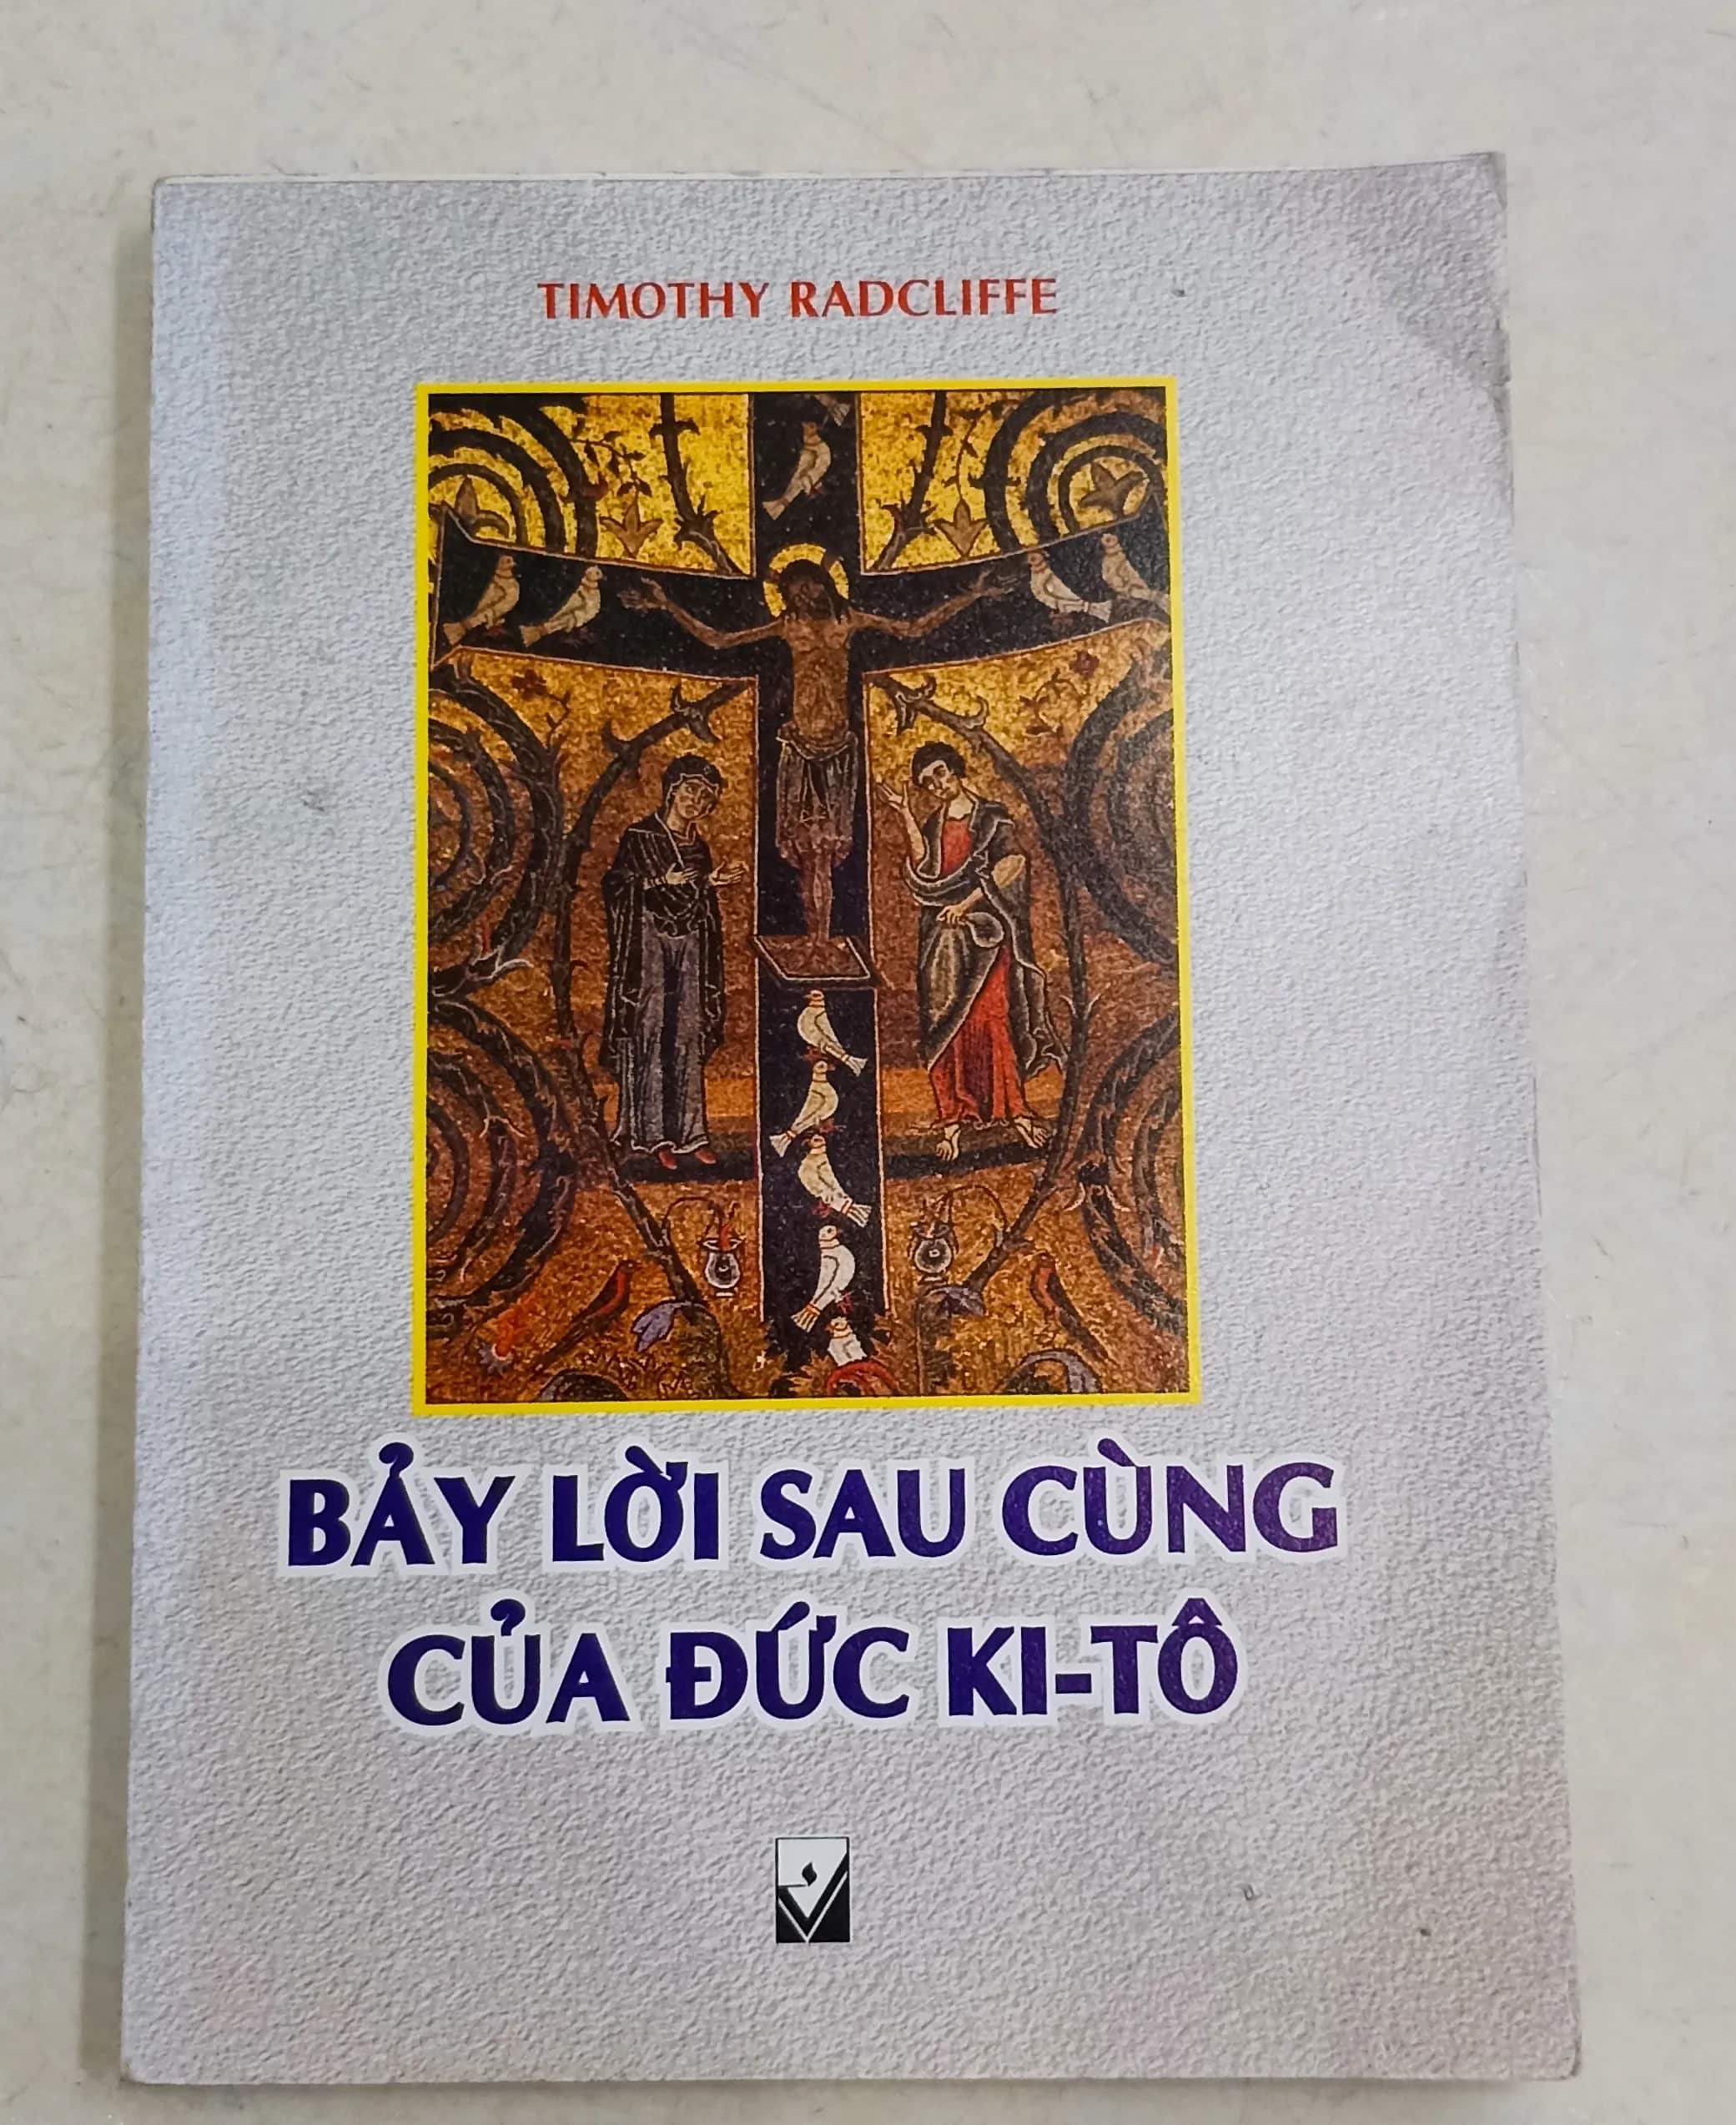 TIMOTHY RADCLIFFE
BẢY LỜI SAU CÙNG
CỦA ĐỨC KI-TÔ